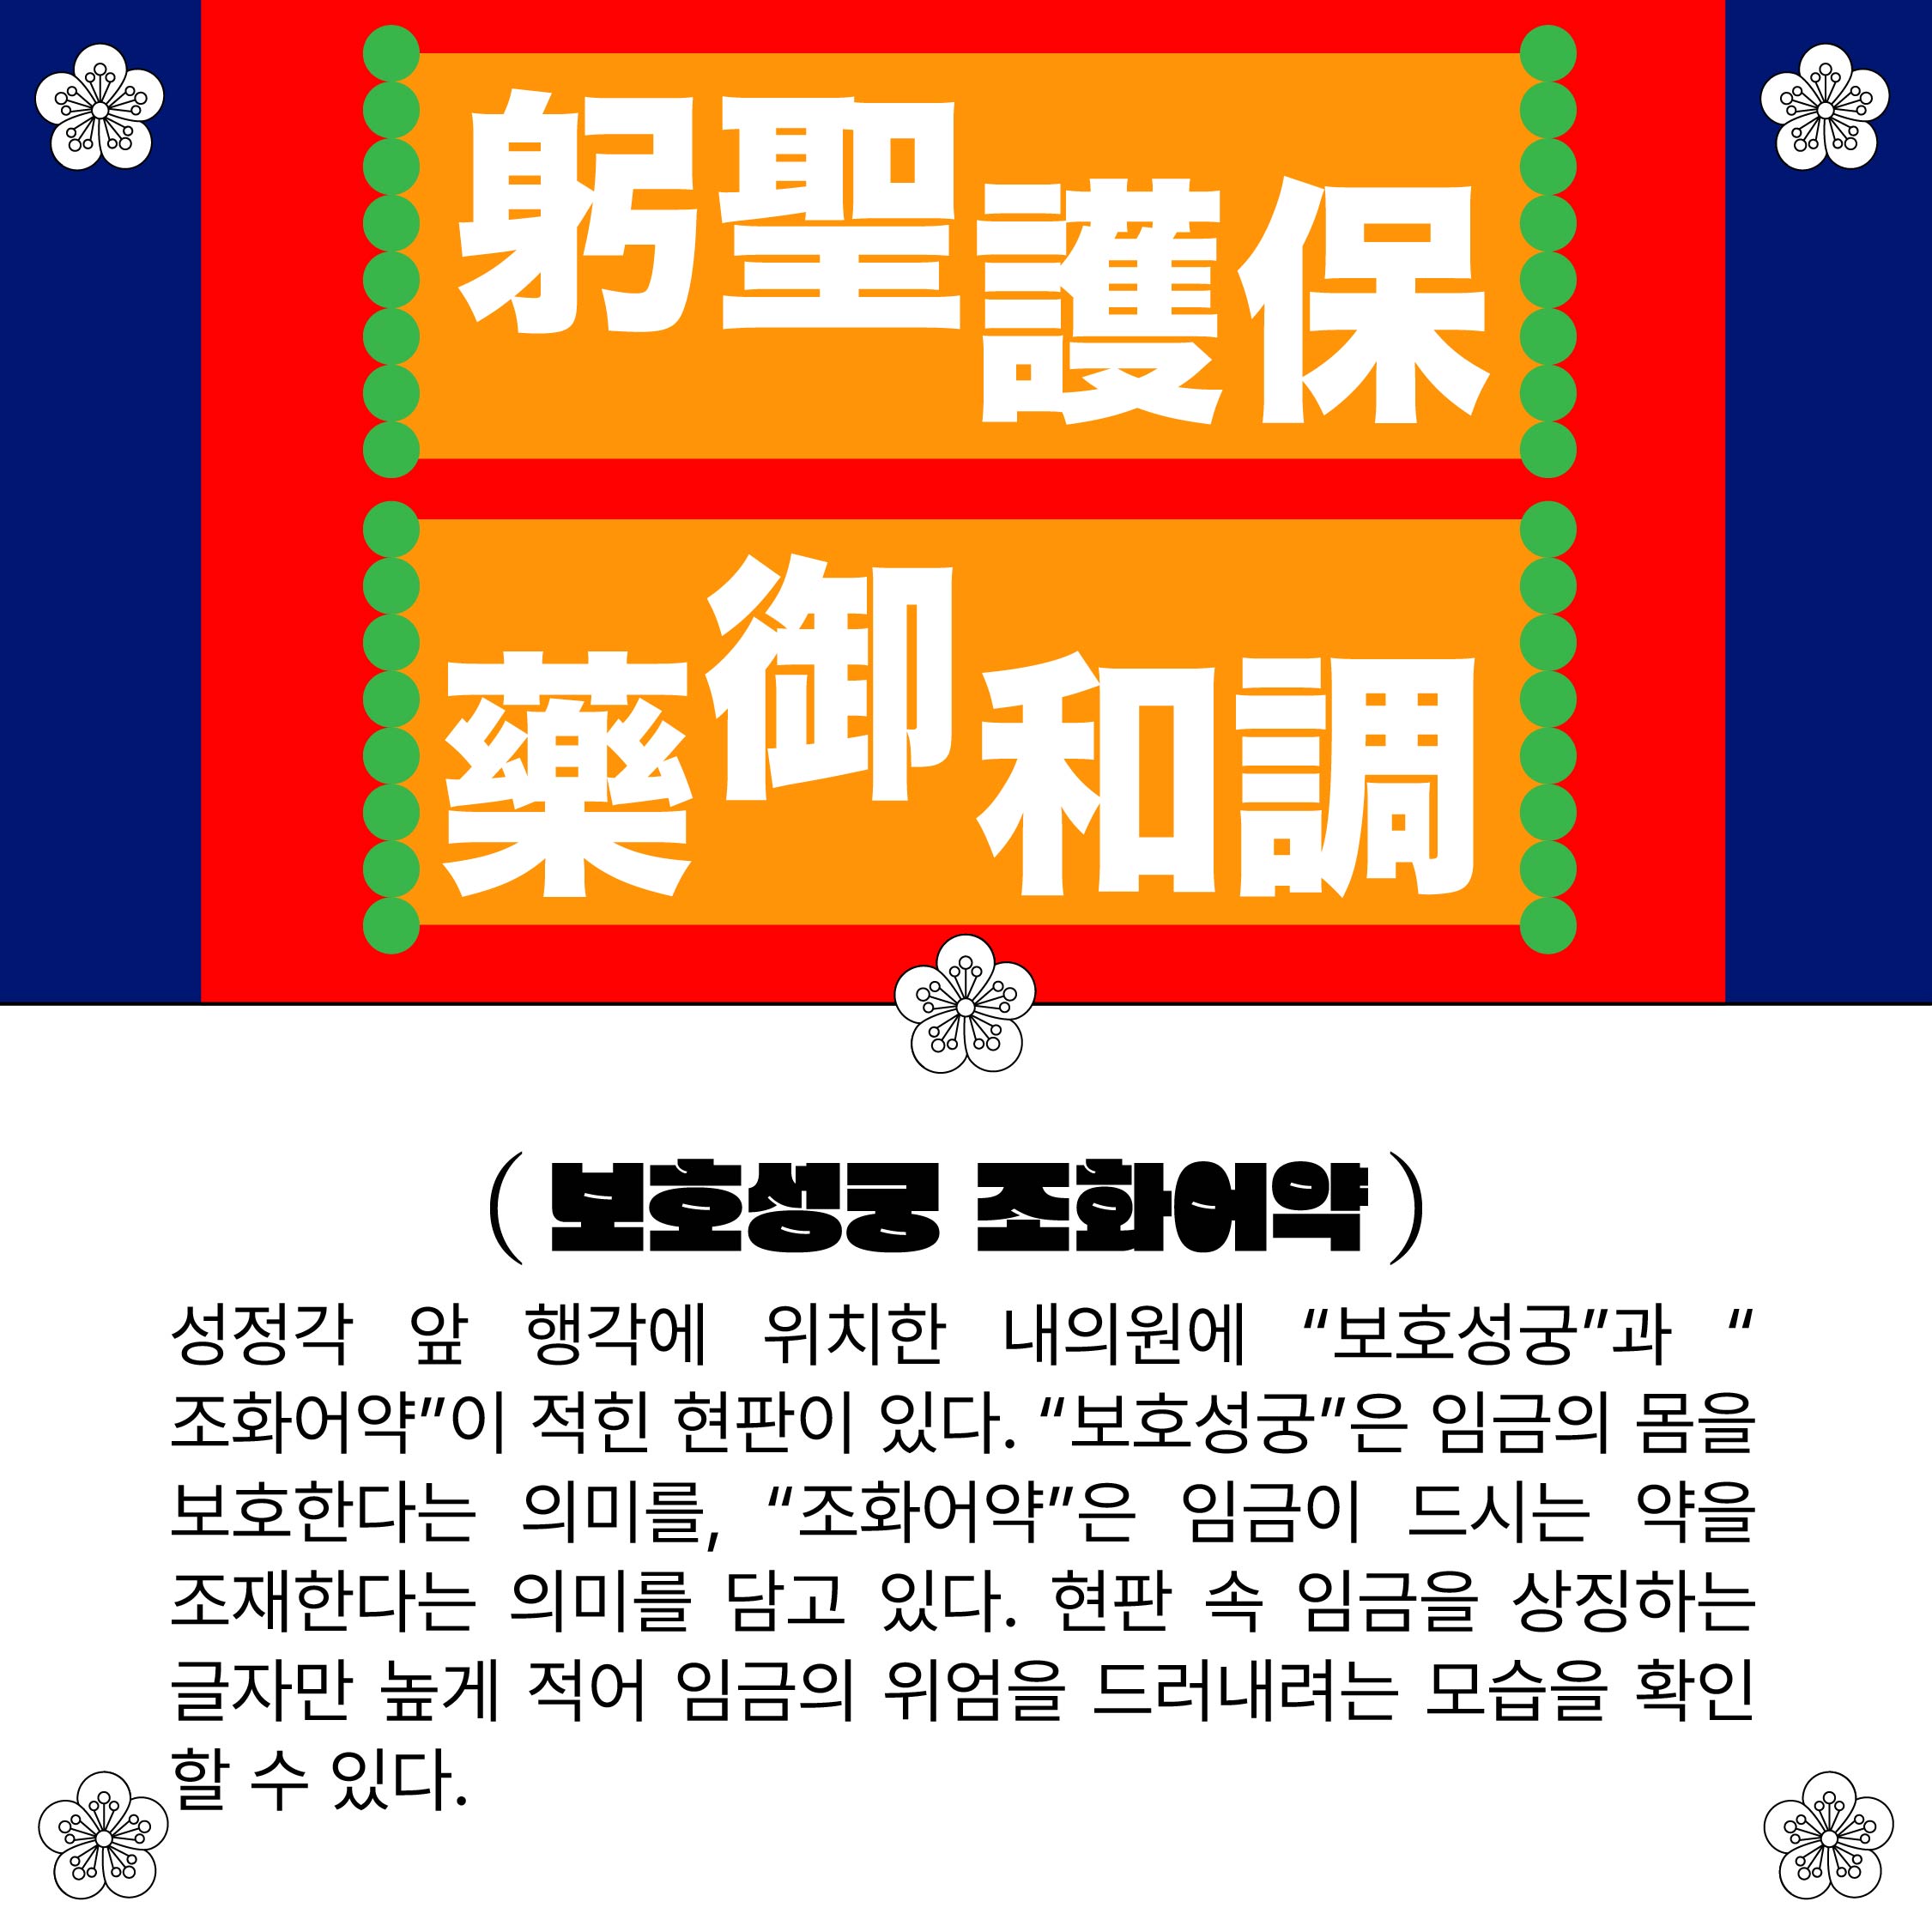 躬聖護保
藥御和調
( 보호성궁 조화어약 )
성정각 앞 행각에 위치한 내의원에 “보호성궁”과 “
조화어약”이 적힌 현판이 있다. “보호성궁”은 임금의 몸을
보호한다는 의미를, “조화어약”은 임금이 드시는 약을
조재한다는 의미를 담고 있다. 현판 속 임금을 상징하는
글자만 높게 적어 임금의 위엄을 드러내려는 모습을 확인
할 수 있다.